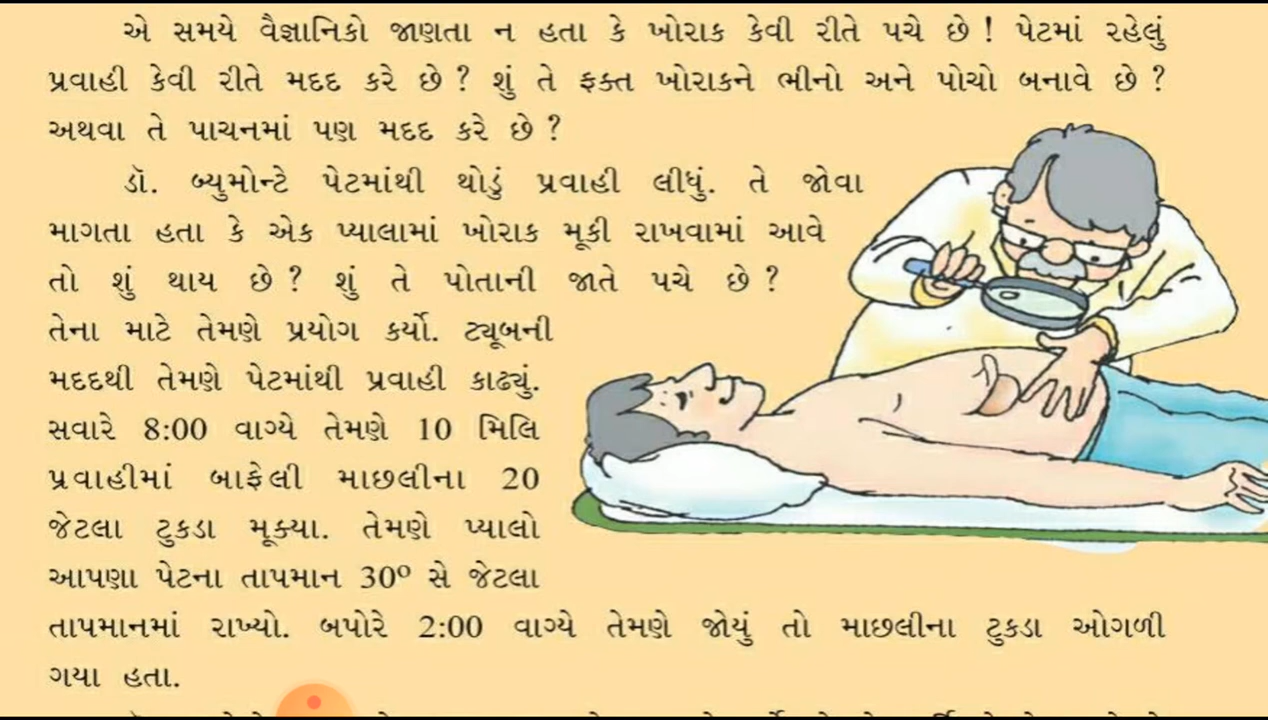 એ સમયે વૈજ્ઞાનિકો જાણતા ન હતા કે ખોરાક કેવી રીતે પચે છે ! પેટમાં રહેલું
પ્રવાહી કેવી રીતે મદદ કરે છે ? શું તે ફક્ત ખોરાકને ભીનો અને પોચો બનાવે છે ?
અથવા તે પાચનમાં પણ મદદ કરે છે ?
ડૉ. બ્યુમોન્ટે પેટમાંથી થોડું પ્રવાહી લીધું. તે જોવા
માગતા હતા કે એક પ્યાલામાં ખોરાક મૂકી રાખવામાં આવે
તો શું થાય છે ? શું તે પોતાની જાતે પચે છે ?
તેના માટે તેમણે પ્રયોગ કર્યો. ટ્યૂબની
મદદથી તેમણે પેટમાંથી પ્રવાહી કાઢ્યું.
સવારે 8:00 વાગ્યે તેમણે 10 મિલિ
પ્રવાહીમાં બાફેલી માછલીના 20
જેટલા ટુકડા મૂક્યા. તેમણે પ્યાલો
આપણા પેટના તાપમાન 30° સે જેટલા
તાપમાનમાં રાખ્યો. બપોરે 2:00 વાગ્યે તેમણે જોયું તો માછલીના ટુકડા ઓગળી
ગયા હતા.